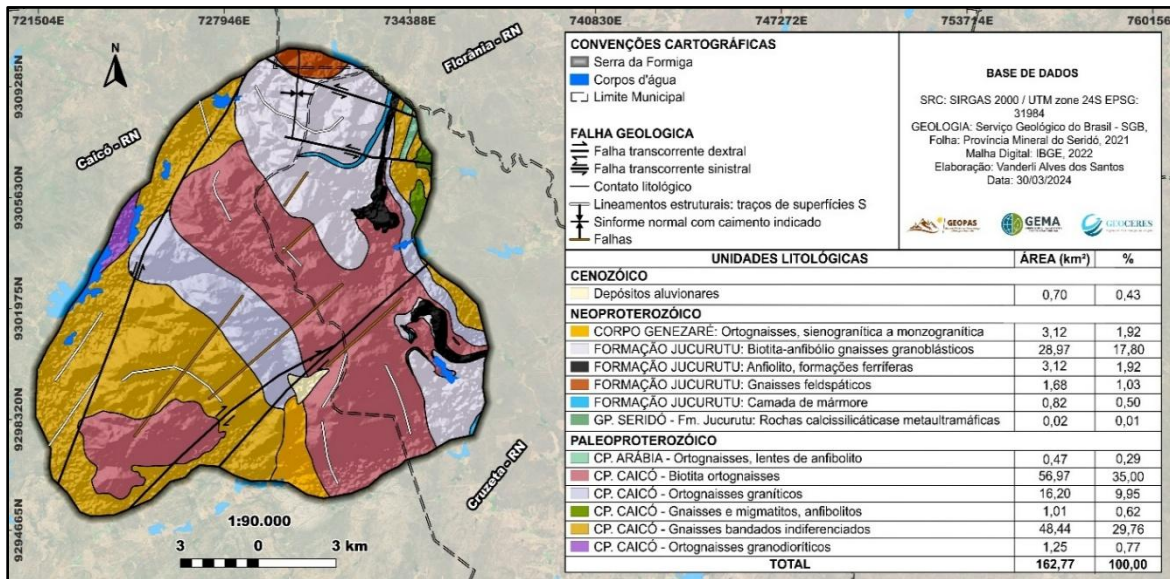 721504E 727946E 734388E 740830E 747272E 753714E 760156
9309285N
9305630N
9301975N
9298320N
9294665N
N
Florânia - RN
Caicó - RN
Cruzeta - RN
1:90.000
3 0 3 km
CONVENÇÕES CARTOGRÁFICAS
Serra da Formiga
Corpos d'água
Limite Municipal
FALHA GEOLOGICA
Falha transcorrente dextral
Falha transcorrente sinistral
Contato litológico
Lineamentos estruturais: traços de superfícies S
Sinforme normal com caimento indicado
Falhas
BASE DE DADOS
SRC: SIRGAS 2000 / UTM zone 24S EPSG:
31984
GEOLOGIA: Serviço Geológico do Brasil - SGB,
Folha: Província Mineral do Seridó, 2021
Malha Digital: IBGE, 2022
Elaboração: Vanderli Alves dos Santos
Data: 30/03/2024
GEOPAS
GEMA
GEOCERES
UNIDADES LITOLÓGICAS ÁREA (km²) %
CENOZÓICO
Depósitos aluvionares 0,70 0,43
NEOPROTEROZÓICO
CORPO GENEZARÉ: Ortognaisses, sienogranítica a monzogranítica 3,12 1,92
FORMAÇÃO JUCURUTU: Biotita-anfibólio gnaisses granoblásticos 28,97 17,80
FORMAÇÃO JUCURUTU: Anfiolito, formações ferríferas 3,12 1,92
FORMAÇÃO JUCURUTU: Gnaisses feldspáticos 1,68 1,03
FORMAÇÃO JUCURUTU: Camada de mármore 0,82 0,50
GP. SERIDÓ - Fm. Jucurutu: Rochas calcissilicáticase metaultramáficas 0,02 0,01
PALEOPROTEROZÓICO
CP. ARÁBIA - Ortognaisses, lentes de anfibolito 0,47 0,29
CP. CAICÓ - Biotita ortognaisses 56,97 35,00
CP. CAICÓ - Ortognaisses graníticos 16,20 9,95
CP. CAICÓ - Gnaisses e migmatitos, anfibolitos 1,01 0,62
CP. CAICÓ - Gnaisses bandados indiferenciados 48,44 29,76
CP. CAICÓ - Ortognaisses granodioríticos 1,25 0,77
TOTAL 162,77 100,00